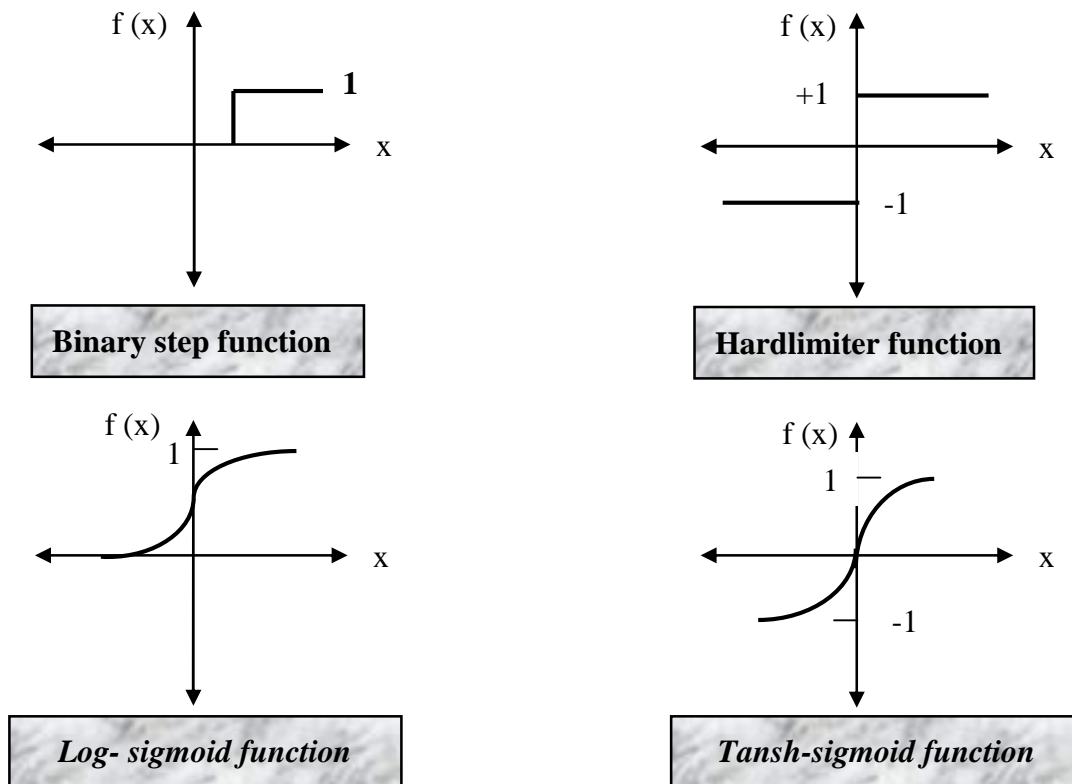 f (x)
1
x
Binary step function
f (x)
+1
x
-1
Hardlimiter function
f (x)
1
x
Log- sigmoid function
f (x)
1
x
-1
Tansh-sigmoid function